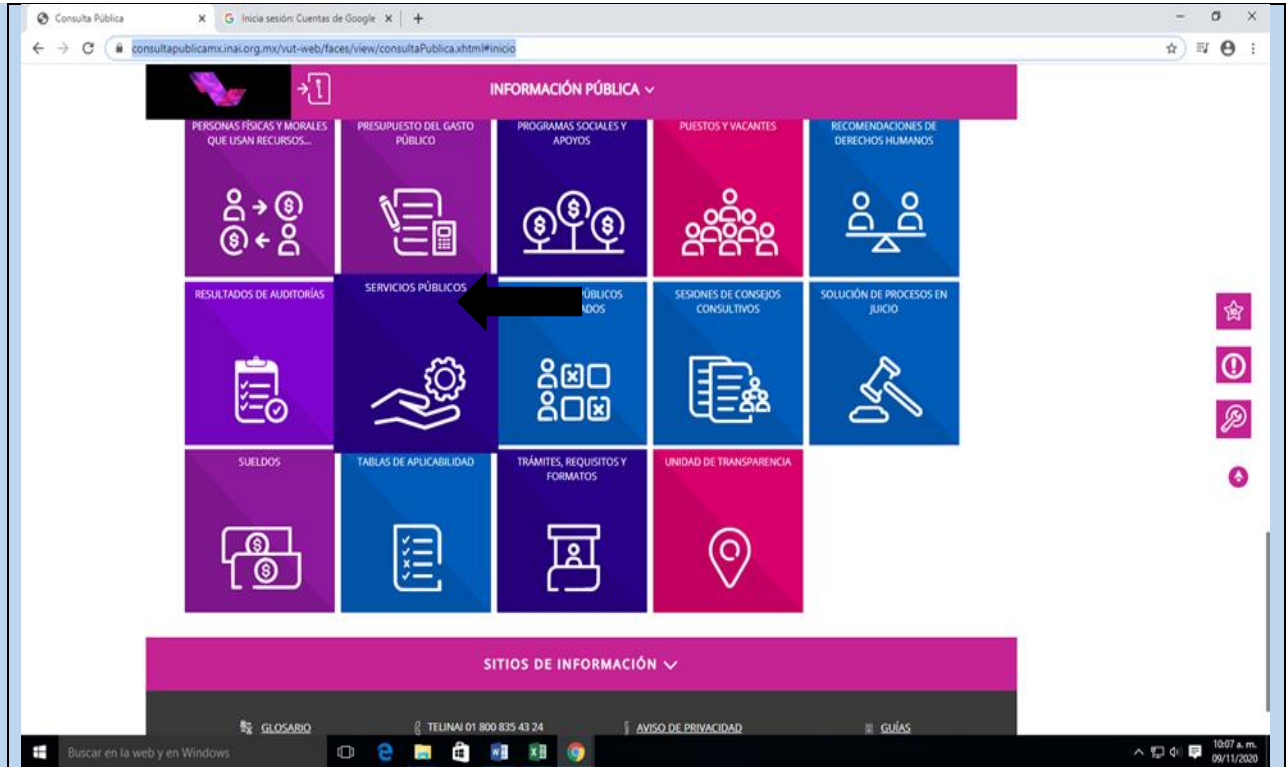 Consulta Pública
Inicia sesión: Cuentas de Google
consultapublicamx.inai.org.mx/vut-web/faces/view/consultaPublica.xhtml#inicio
INFORMACIÓN PÚBLICA
PERSONAS FÍSICAS Y MORALES
QUE USAN RECURSOS...
PRESUPUESTO DEL GASTO
PÚBLICO
PROGRAMAS SOCIALES Y
APOYOS
PUESTOS Y VACANTES
RECOMENDACIONES DE
DERECHOS HUMANOS
RESULTADOS DE AUDITORÍAS
SERVICIOS PÚBLICOS
SESIONES DE CONSEJOS
CONSULTIVOS
SOLUCIÓN DE PROCESOS EN
JUICIO
SUELDOS
TABLAS DE APLICABILIDAD
TRÁMITES, REQUISITOS Y
FORMATOS
UNIDAD DE TRANSPARENCIA
SITIOS DE INFORMACIÓN
GLOSARIO
TELINAI 01 800 835 43 24
AVISO DE PRIVACIDAD
GUÍAS
Buscar en la web y en Windows
10:07 a. m.
09/11/2020